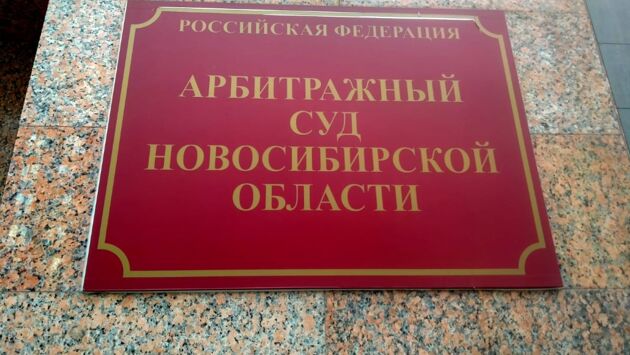 РОССИЙСКАЯ ФЕДЕРАЦИЯ
АРБИТРАЖНЫЙ
СУД
НОВОСИБИРСКОЙ
ОБЛАСТИ